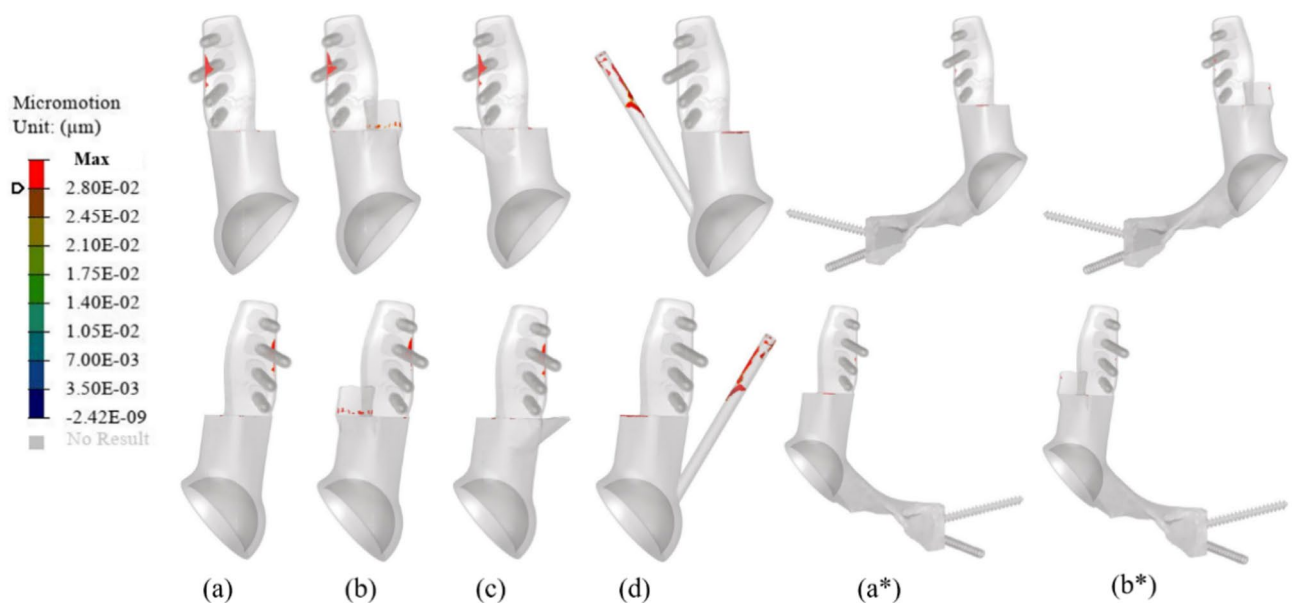 Micromotion
Unit: (μm)
Max
2.80E-02
2.45E-02
2.10E-02
1.75E-02
1.40E-02
1.05E-02
7.00E-03
3.50E-03
-2.42E-09
No Result
(a) (b) (c) (d) (a*) (b*)